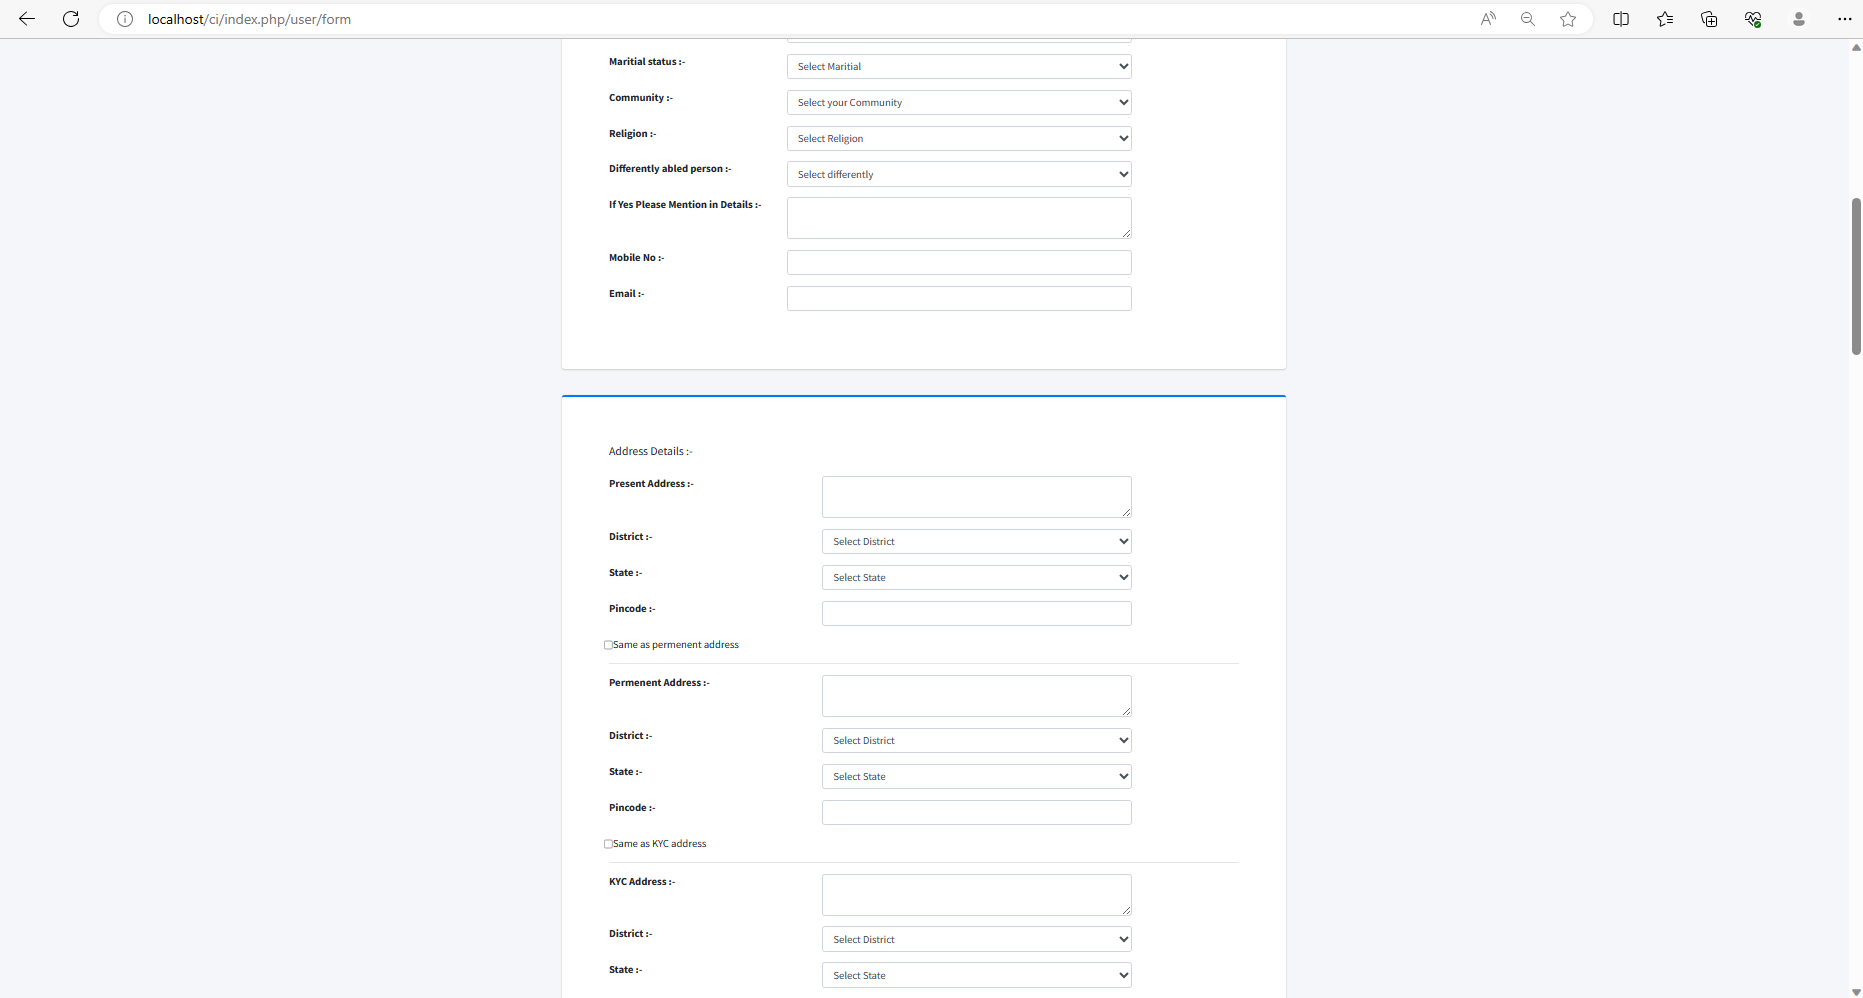 localhost/ci/index.php/user/form
Maritial status :-
Select Maritial
Community :-
Select your Community
Religion :-
Select Religion
Differently abled person :-
Select differently
If Yes Please Mention in Details :-
Mobile No :-
Email :-
Address Details :-
Present Address :-
District :-
Select District
State :-
Select State
Pincode :-
Same as permenent address
Permenent Address :-
District :-
Select District
State :-
Select State
Pincode :-
Same as KYC address
KYC Address :-
District :-
Select District
State :-
Select State